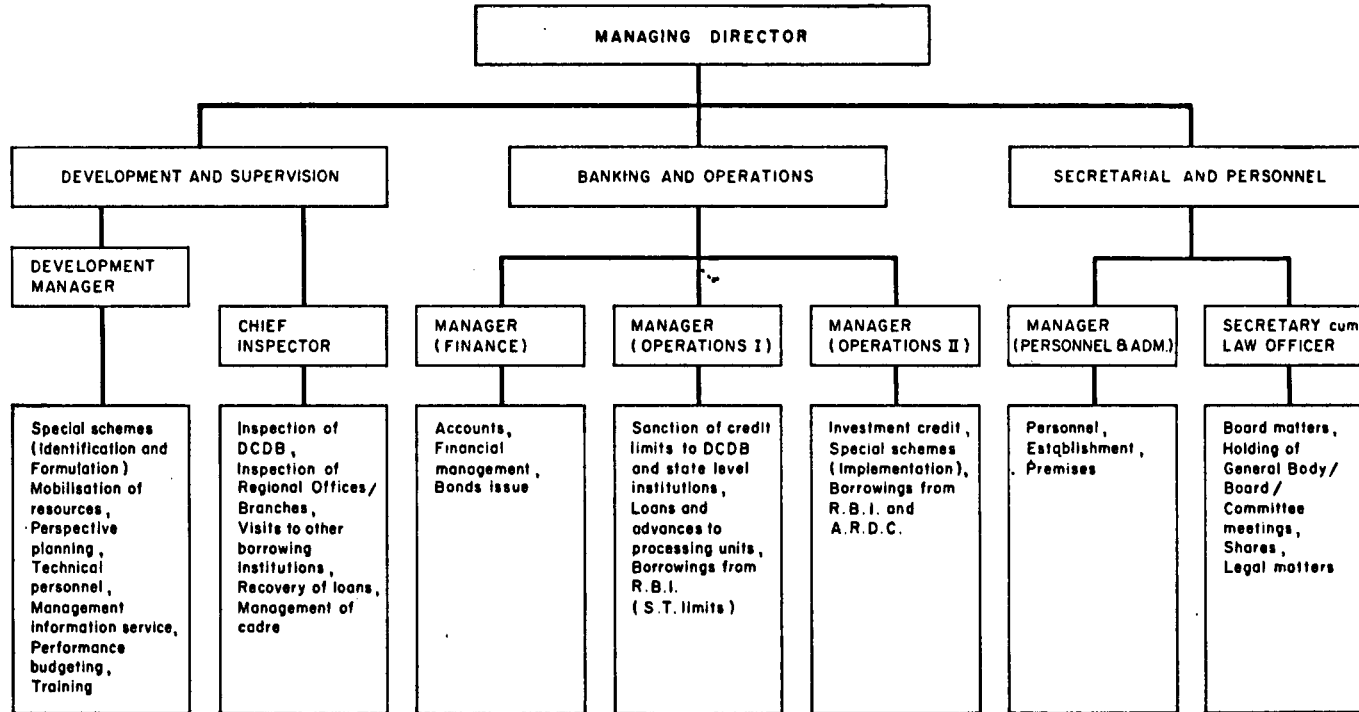 MANAGING DIRECTOR
DEVELOPMENT AND SUPERVISION
BANKING AND OPERATIONS
SECRETARIAL AND PERSONNEL
DEVELOPMENT
MANAGER
CHIEF
INSPECTOR
MANAGER
(FINANCE)
MANAGER
(OPERATIONS I)
MANAGER
(OPERATIONS II)
MANAGER
(PERSONNEL & ADM.)
SECRETARY cum
LAW OFFICER
Special schemes
(Identification and
Formulation)
Mobilisation of
resources,
Perspective
planning,
Technical
personnel,
Management
information service,
Performance
budgeting,
Training
Inspection of
DCDB,
Inspection of
Regional Offices/
Branches,
Visits to other
borrowing
Institutions,
Recovery of loans,
Management of
cadre
Accounts,
Financial
management,
Bonds issue
Sanction of credit
limits to DCDB
and state level
institutions,
Loans and
advances to
processing units,
Borrowings from
R.B.I.
(S.T. limits)
Investment credit,
Special schemes
(Implementation),
Borrowings from
R.B.I. and
A.R.D.C.
Personnel,
Establishment,
Premises
Board matters,
Holding of
General Body/
Board/
Committee
meetings,
Shares,
Legal matters